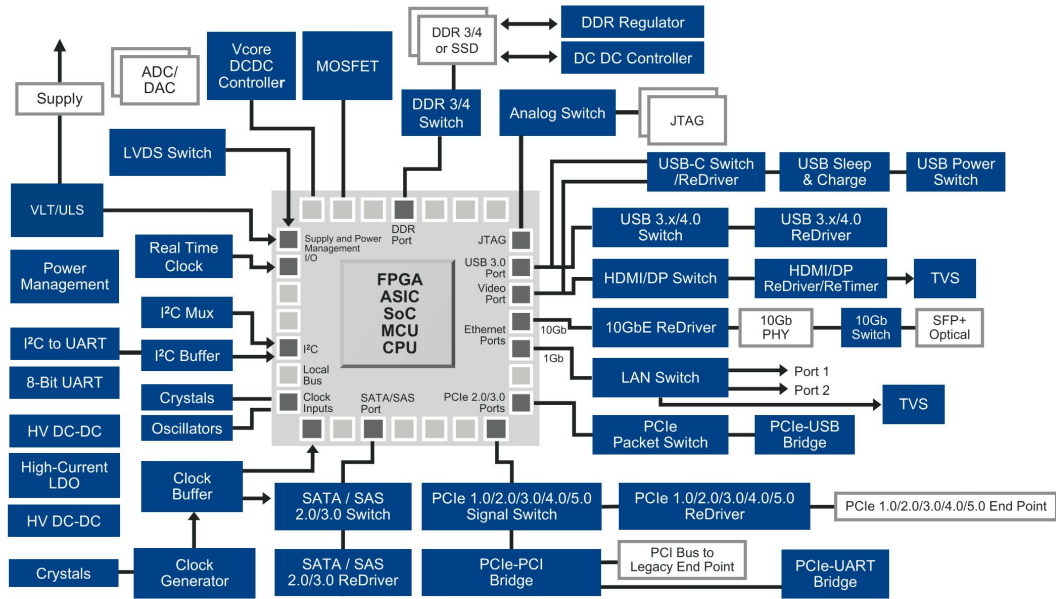 Supply
ADC/
DAC
Vcore
DCDC
Controller
MOSFET
DDR 3/4
or SSD
DDR Regulator
DC DC Controller
DDR 3/4
Switch
Analog Switch
JTAG
LVDS Switch
USB-C Switch
/ReDriver
USB Sleep
& Charge
USB Power
Switch
VLT/ULS
Supply and Power
Management
I/O
DDR
Port
JTAG
USB 3.x/4.0
Switch
USB 3.x/4.0
ReDriver
Real Time
Clock
Power
Management
USB 3.0
Port
Video
Port
HDMI/DP Switch
HDMI/DP
ReDriver/ReTimer
TVS
FPGA
ASIC
SoC
MCU
CPU
I²C Mux
Ethernet
Ports
10Gb
1Gb
10GbE ReDriver
10Gb
PHY
10Gb
Switch
SFP+
Optical
I²C to UART
I²C Buffer
I²C
Local
Bus
LAN Switch
Port 1
Port 2
TVS
8-Bit UART
Crystals
Oscillators
Clock
Inputs
SATA/SAS
Port
PCIe 2.0/3.0
Ports
PCIe
Packet Switch
PCIe-USB
Bridge
HV DC-DC
High-Current
LDO
HV DC-DC
Clock
Buffer
SATA / SAS
2.0/3.0 Switch
PCIe 1.0/2.0/3.0/4.0/5.0
Signal Switch
PCIe 1.0/2.0/3.0/4.0/5.0
ReDriver
PCIe 1.0/2.0/3.0/4.0/5.0 End Point
Crystals
Clock
Generator
SATA / SAS
2.0/3.0 ReDriver
PCIe-PCI
Bridge
PCI Bus to
Legacy End Point
PCIe-UART
Bridge